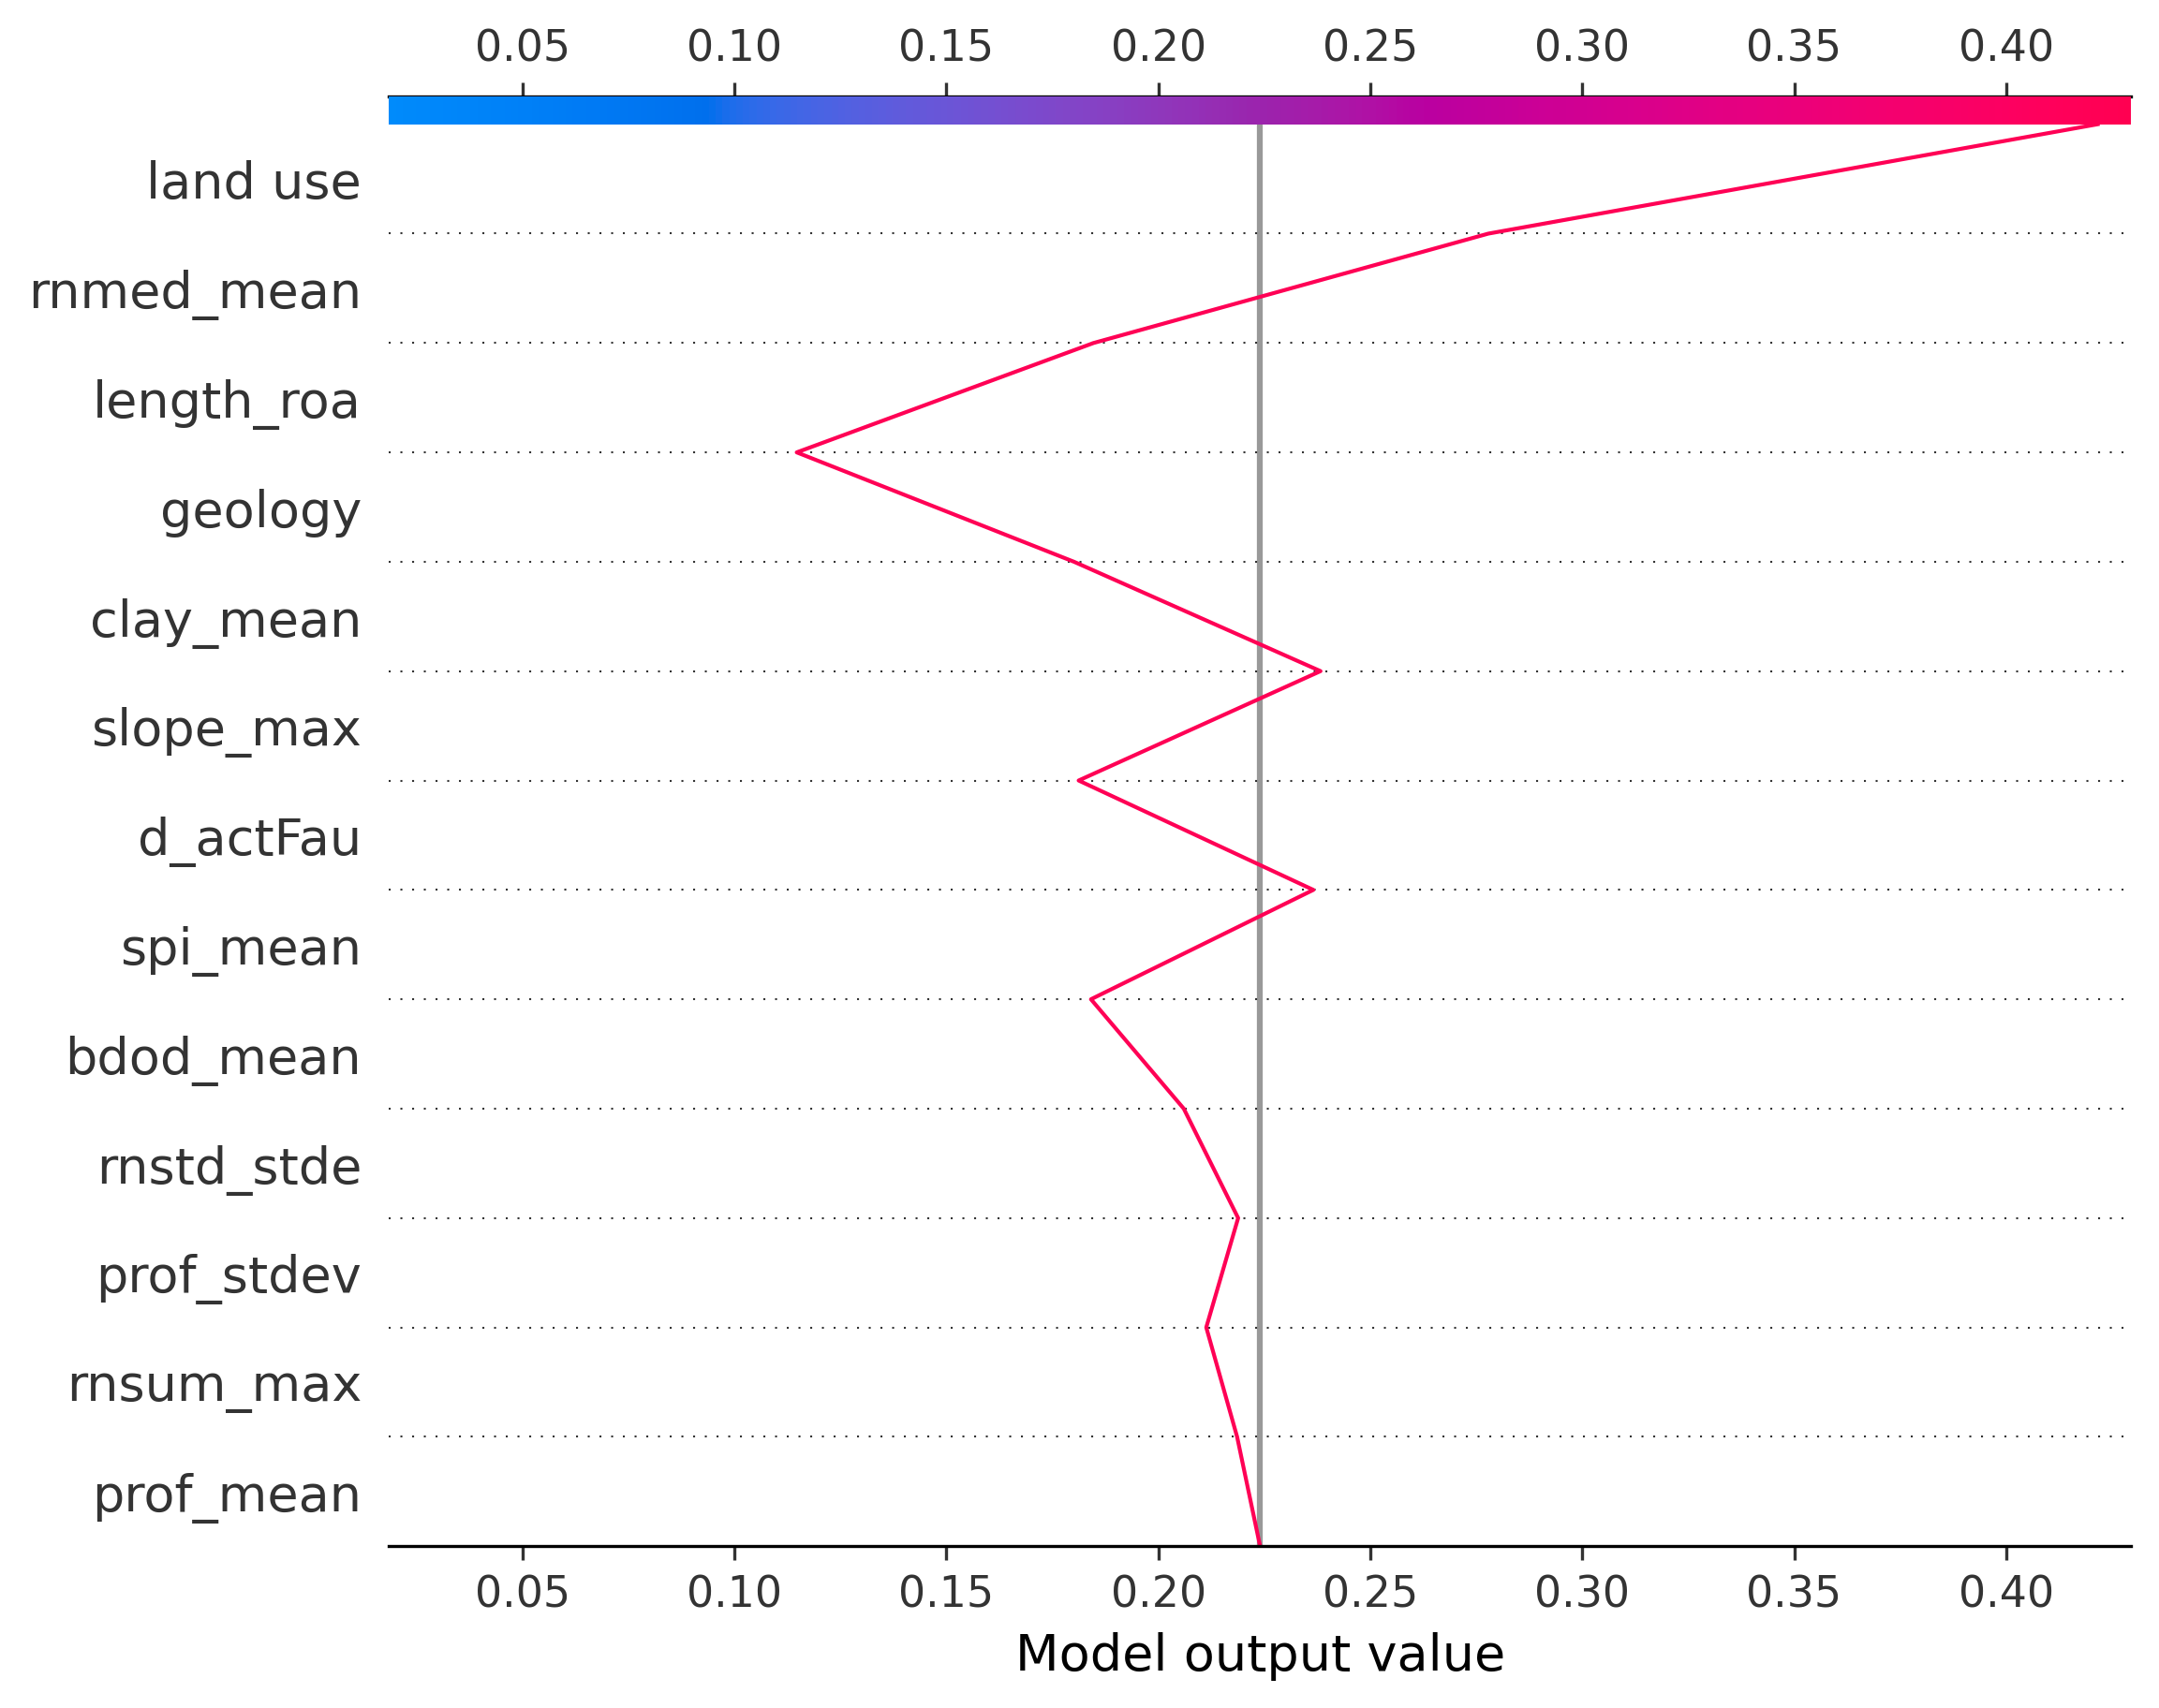 0.05 0.10 0.15 0.20 0.25 0.30 0.35 0.40
land use
rnmed_mean
length_roa
geology
clay_mean
slope_max
d_actFau
spi_mean
bdod_mean
rnstd_stde
prof_stdev
rnsum_max
prof_mean
0.05 0.10 0.15 0.20 0.25 0.30 0.35 0.40
Model output value